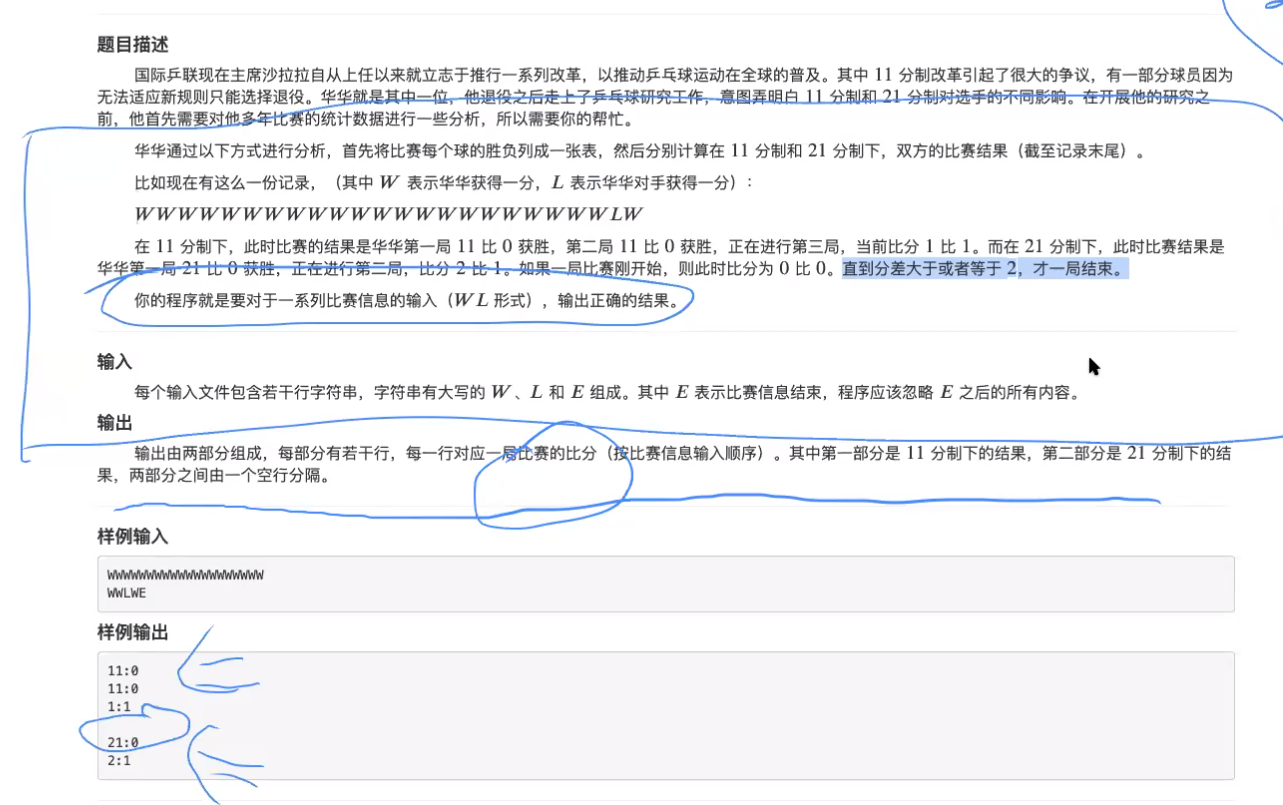 题目描述
国际乒联现在主席沙拉拉自从上任以来就立志于推行一系列改革，以推动乒乓球运动在全球的普及。其中 11 分制改革引起了很大的争议，有一部分球员因为
无法适应新规则只能选择退役。华华就是其中一位，他退役之后走上了乒乓球研究工作，意图弄明白 11 分制和 21 分制对选手的不同影响。在开展他的研究之
前，他首先需要对他多年比赛的统计数据进行一些分析，所以需要你的帮忙。
华华通过以下方式进行分析，首先将比赛每个球的胜负列成一张表，然后分别计算在 11 分制和 21 分制下，双方的比赛结果（截至记录末尾）。
比如现在有这么一份记录，（其中 W 表示华华获得一分，L 表示华华对手获得一分）：
WWWWWWWWWWWWWWWWWWWWWWLW
在 11 分制下，此时比赛的结果是华华第一局 11 比 0 获胜，第二局 11 比 0 获胜，正在进行第三局，当前比分 1 比 1。而在 21 分制下，此时比赛结果是
华华第一局 21 比 0 获胜，正在进行第二局，比分 2 比 1。如果一局比赛刚开始，则此时比分为 0 比 0。直到分差大于或者等于 2，才一局结束。
你的程序就是要对于一系列比赛信息的输入（WL 形式），输出正确的结果。
输入
每个输入文件包含若干行字符串，字符串有大写的 W 、L 和 E 组成。其中 E 表示比赛信息结束，程序应该忽略 E 之后的所有内容。
输出
输出由两部分组成，每部分有若干行，每一行对应一局比赛的比分（按比赛信息输入顺序）。其中第一部分是 11 分制下的结果，第二部分是 21 分制下的结
果，两部分之间由一个空行分隔。
样例输入
WWWWWWWWWWWWWWWWWWWW
WWLWE
样例输出
11:0
11:0
1:1
21:0
2:1